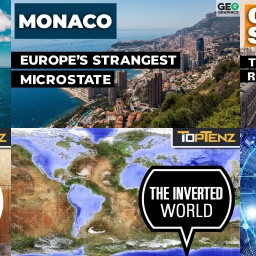 MONACO
GEO
GRAPHICS
EUROPE'S STRANGEST
MICROSTATE
TOPTENZ
THE INVERTED
WORLD